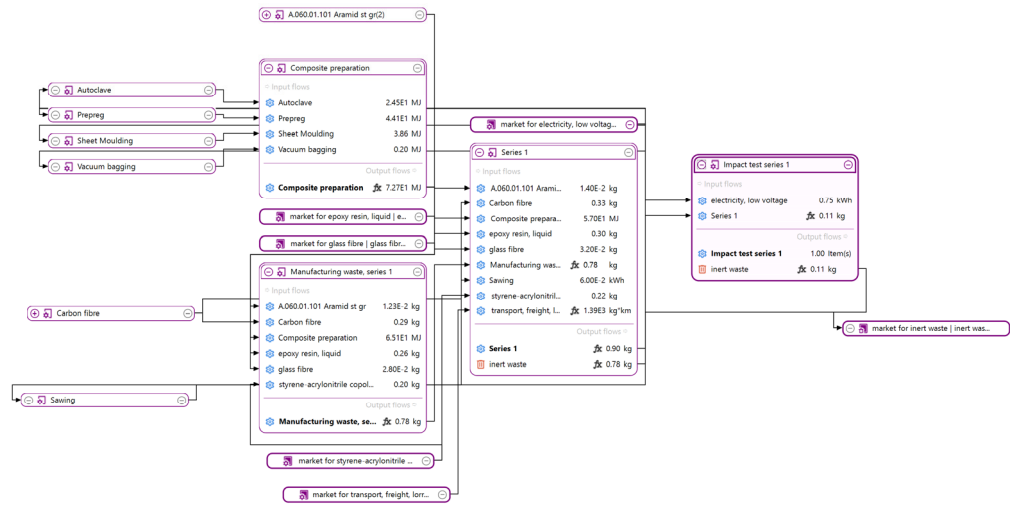 A.060.01.101 Aramid st gr(2)
Composite preparation
Input flows
Autoclave 2.45E1 MJ
Prepreg 4.41E1 MJ
Sheet Moulding 3.86 MJ
Vacuum bagging 0.20 MJ
Output flows
Composite preparation fx 7.27E1 MJ
Autoclave
Prepreg
Sheet Moulding
Vacuum bagging
market for epoxy resin, liquid | e...
market for glass fibre | glass fibr...
Manufacturing waste, series 1
Input flows
A.060.01.101 Aramid st gr 1.23E-2 kg
Carbon fibre 0.29 kg
Composite preparation 6.51E1 MJ
epoxy resin, liquid 0.26 kg
glass fibre 2.80E-2 kg
styrene-acrylonitrile copol... 0.20 kg
Output flows
Manufacturing waste, se... fx 0.78 kg
Carbon fibre
Sawing
market for styrene-acrylonitrile ...
market for transport, freight, lorr...
market for electricity, low voltag...
Series 1
Input flows
A.060.01.101 Arami... 1.40E-2 kg
Carbon fibre 0.33 kg
Composite prepara... 5.70E1 MJ
epoxy resin, liquid 0.30 kg
glass fibre 3.20E-2 kg
Manufacturing was... fx 0.78 kg
Sawing 6.00E-2 kWh
styrene-acrylonitril... 0.22 kg
transport, freight, l... fx 1.39E3 kg*km
Output flows
Series 1 fx 0.90 kg
inert waste fx 0.78 kg
Impact test series 1
Input flows
electricity, low voltage 0.75 kWh
Series 1 fx 0.11 kg
Output flows
Impact test series 1 1.00 Item(s)
inert waste fx 0.11 kg
market for inert waste | inert was...